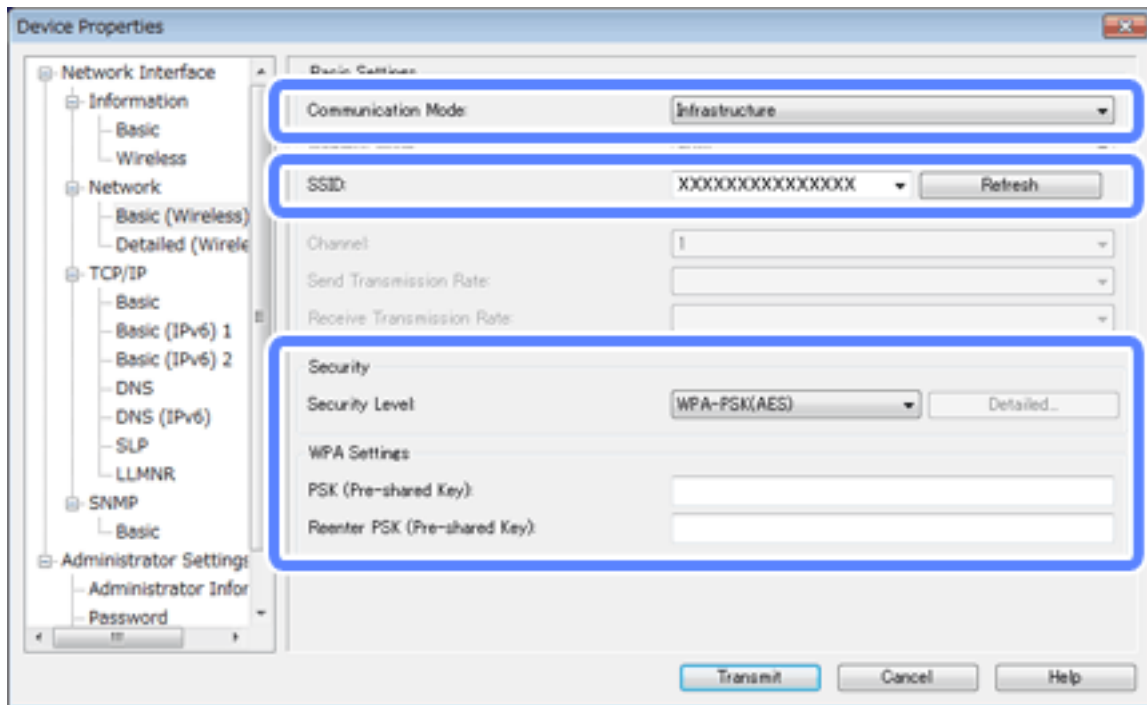 Device Properties
Network Interface
Information
Basic
Wireless
Network
Basic (Wireless)
Detailed (Wirele
TCP/IP
Basic
Basic (IPv6) 1
Basic (IPv6) 2
DNS
DNS (IPv6)
SLP
LLMNR
SNMP
Basic
Administrator Settings
Administrator Infor
Password
Basic Settings
Communication Mode: Infrastructure
SSID: XXXXXXXXXXXXXXX Refresh
Channel: 1
Send Transmission Rate:
Receive Transmission Rate:
Security
Security Level: WPA-PSK(AES) Detailed...
WPA Settings
PSK (Pre-shared Key):
Reenter PSK (Pre-shared Key):
Transmit Cancel Help